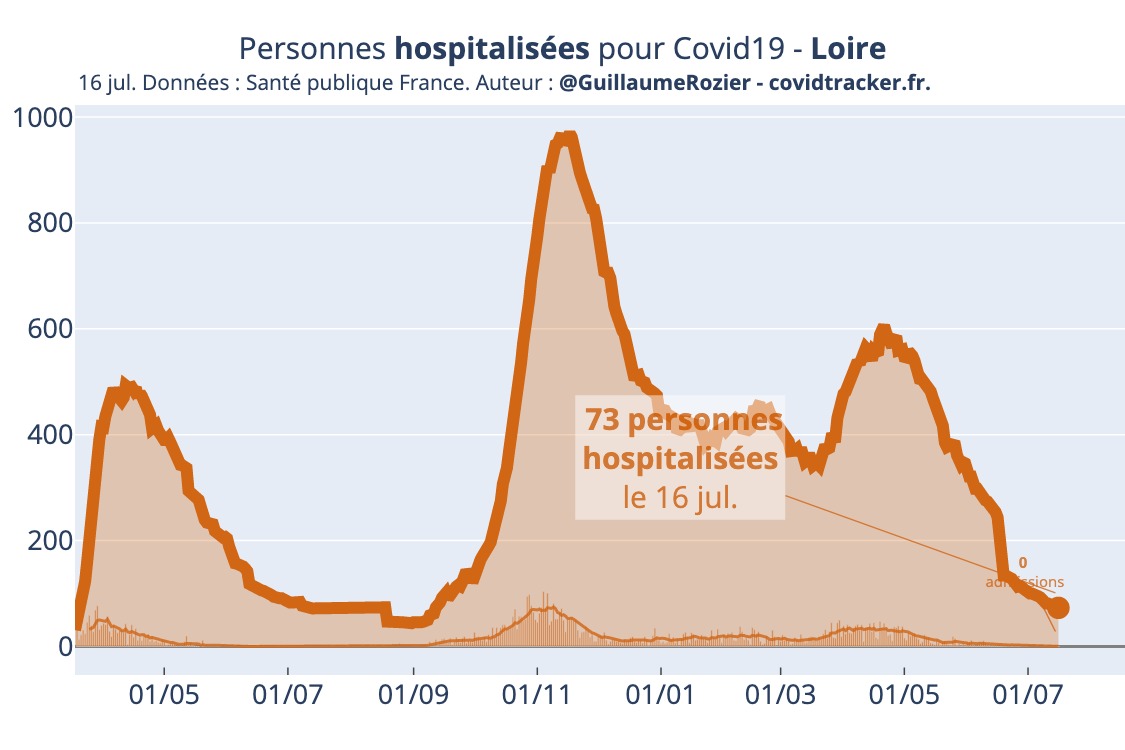 Personnes hospitalisées pour Covid19 - Loire
16 jul. Données : Santé publique France. Auteur : @GuillaumeRozier - covidtracker.fr.
1000
800
600
400
200
0
73 personnes
hospitalisées
le 16 jul.
0
admissions
01/05 01/07 01/09 01/11 01/01 01/03 01/05 01/07